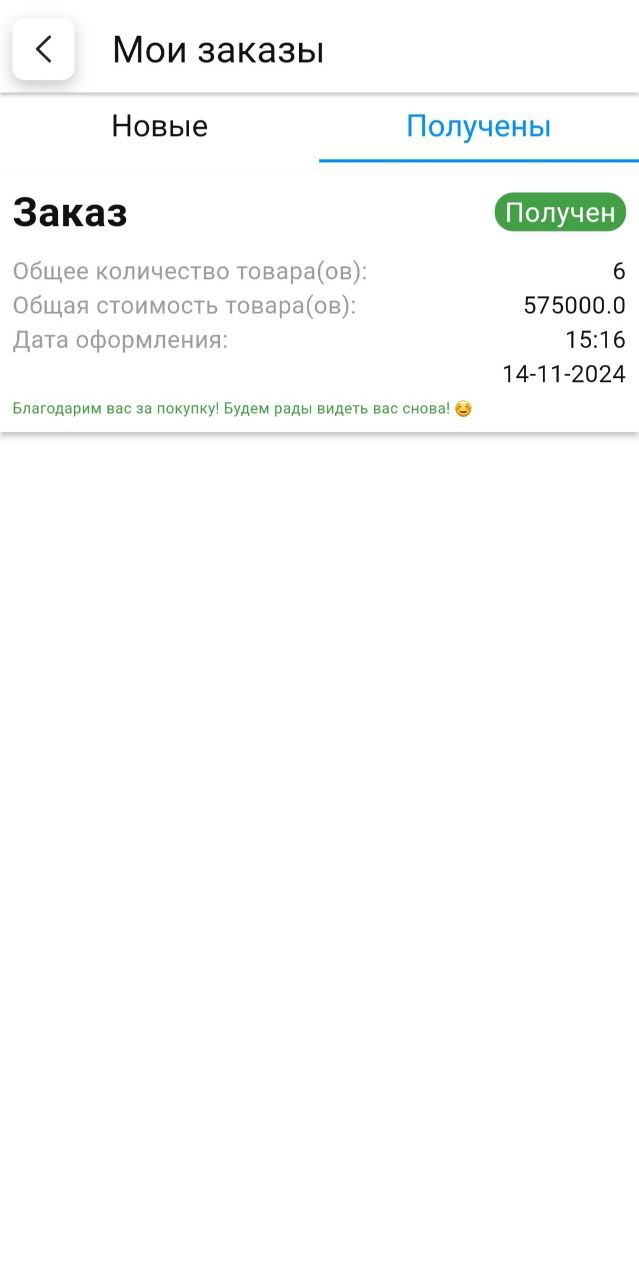 Мои заказы
Новые Получены
Заказ Получен
Общее количество товара(ов): 6
Общая стоимость товара(ов): 575000.0
Дата оформления: 15:16
14-11-2024
Благодарим вас за покупку! Будем рады видеть вас снова! ☺️